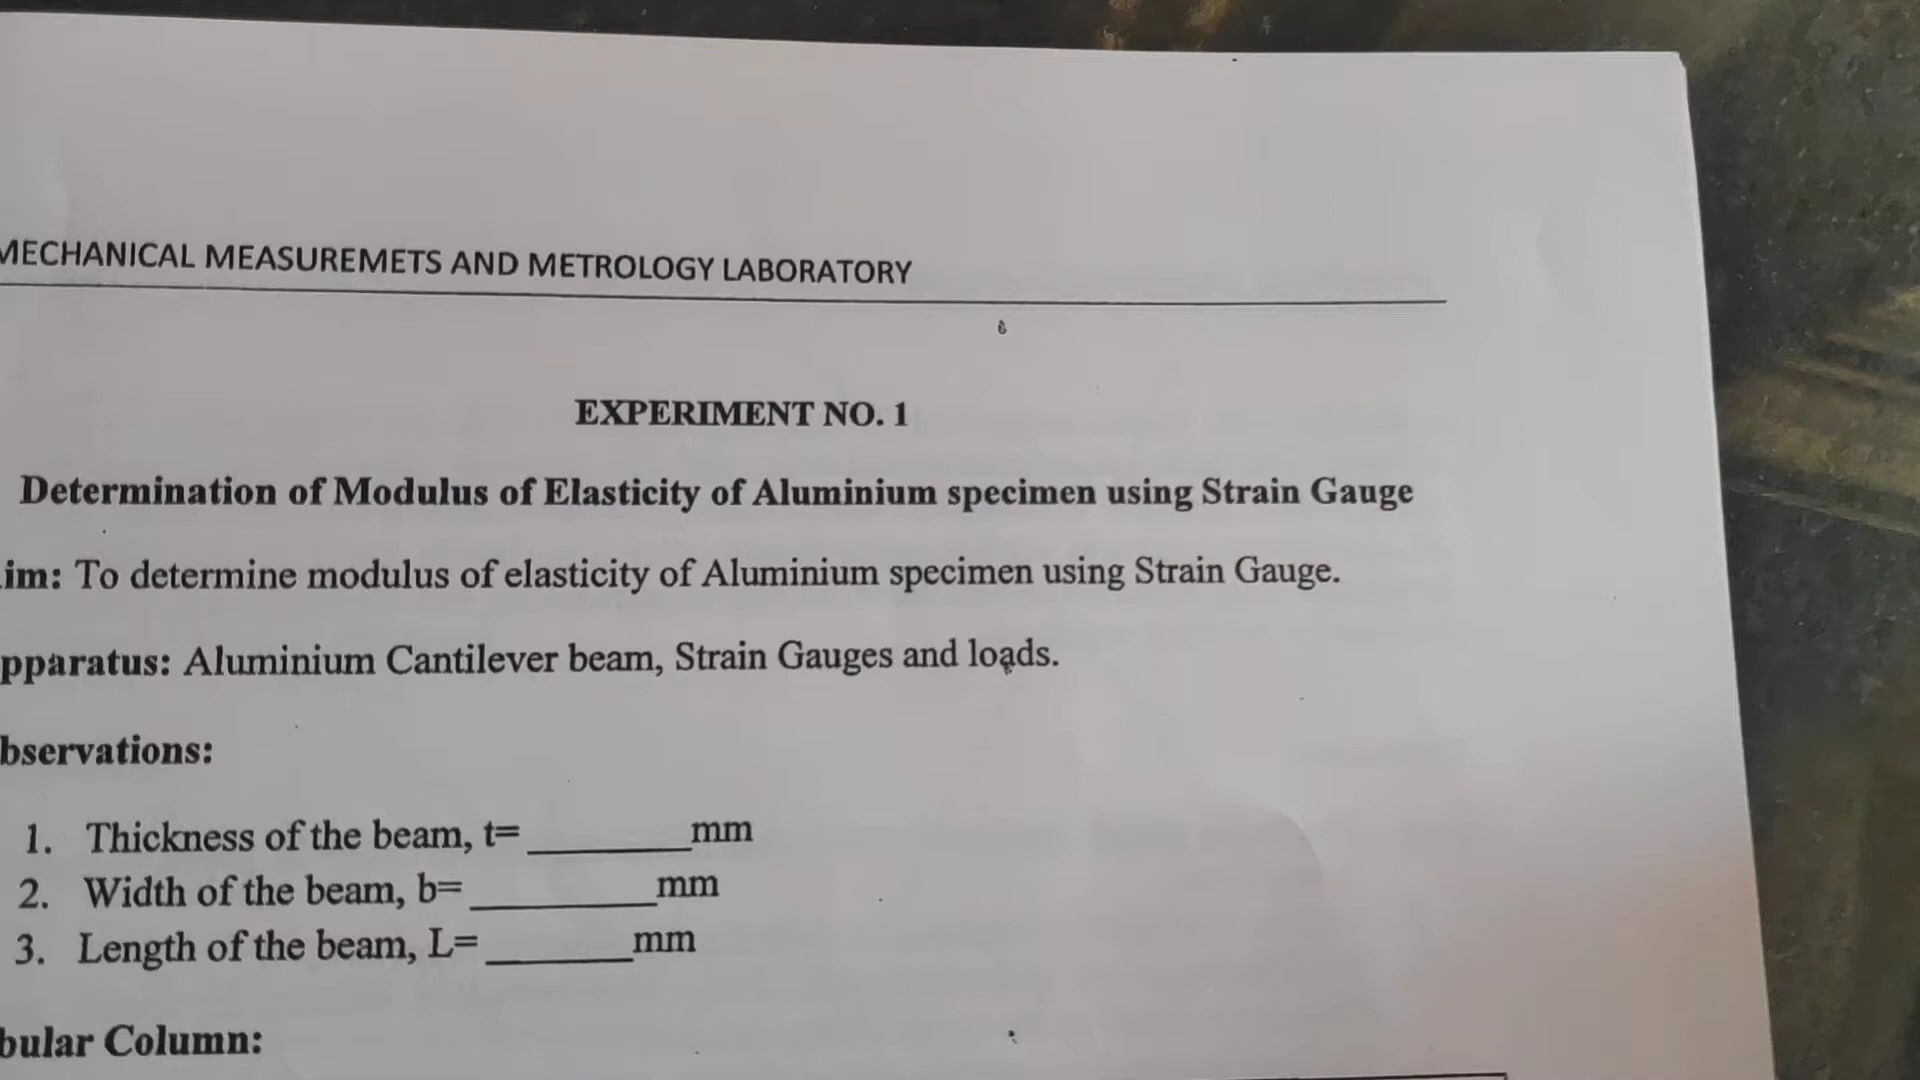 MECHANICAL MEASUREMETS AND METROLOGY LABORATORY
EXPERIMENT NO. 1
Determination of Modulus of Elasticity of Aluminium specimen using Strain Gauge
im: To determine modulus of elasticity of Aluminium specimen using Strain Gauge.
pparatus: Aluminium Cantilever beam, Strain Gauges and loads.
bservations:
1. Thickness of the beam, t= ________mm
2. Width of the beam, b= _________mm
3. Length of the beam, L= _______mm
bular Column: